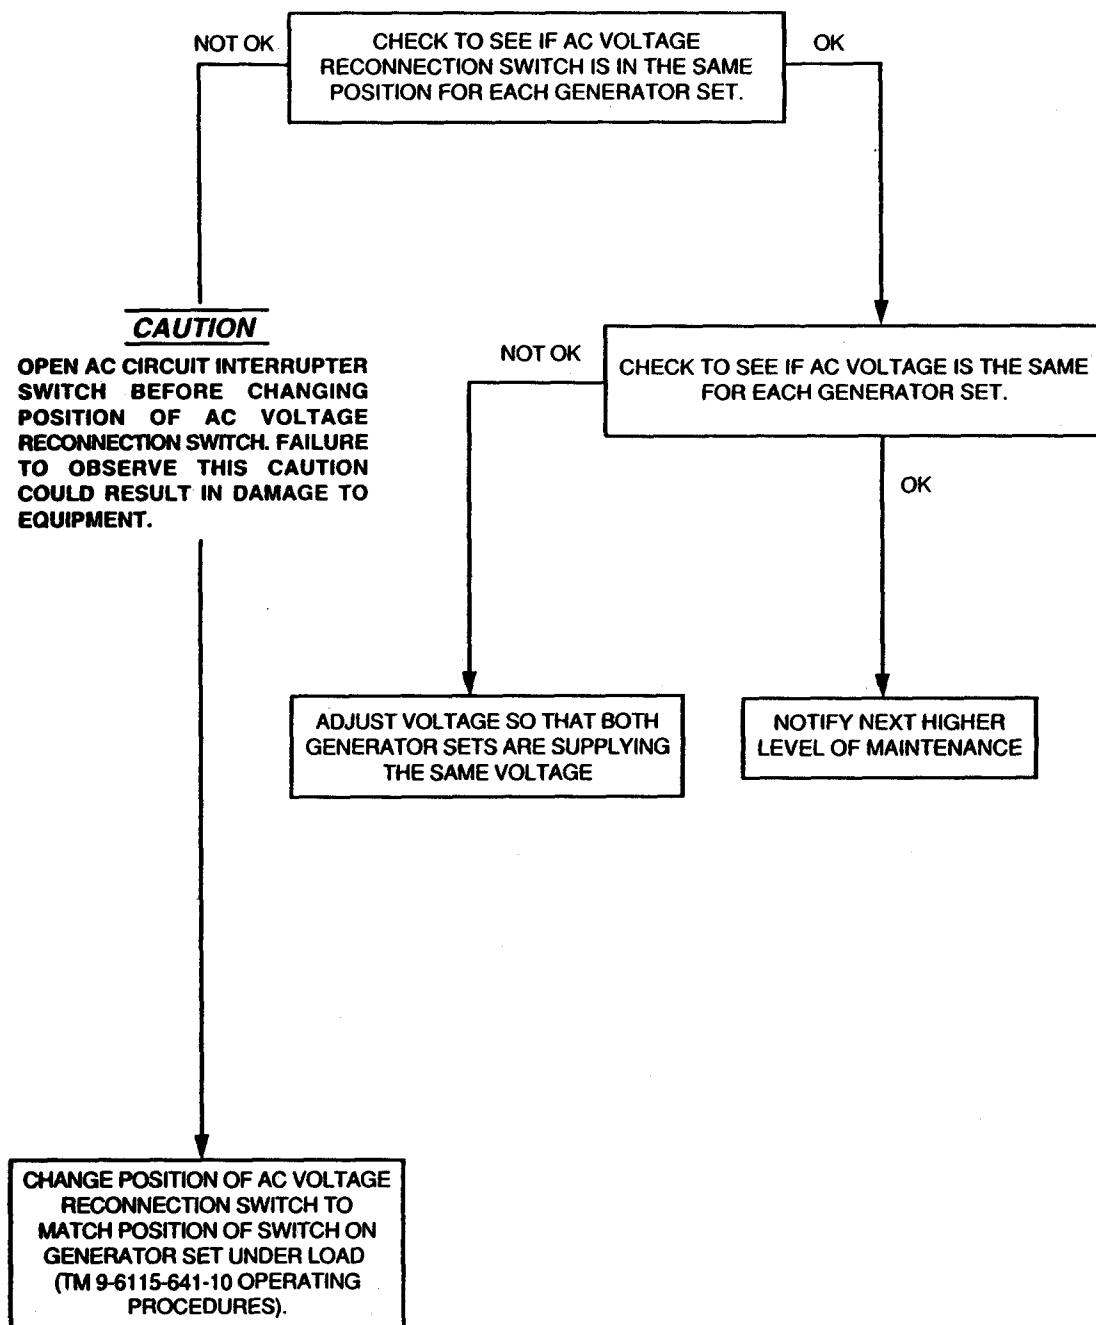 NOT OK
CHECK TO SEE IF AC VOLTAGE
RECONNECTION SWITCH IS IN THE SAME
POSITION FOR EACH GENERATOR SET.
OK
CAUTION
OPEN AC CIRCUIT INTERRUPTER
SWITCH BEFORE CHANGING
POSITION OF AC VOLTAGE
RECONNECTION SWITCH. FAILURE
TO OBSERVE THIS CAUTION
COULD RESULT IN DAMAGE TO
EQUIPMENT.
NOT OK
CHECK TO SEE IF AC VOLTAGE IS THE SAME
FOR EACH GENERATOR SET.
OK
ADJUST VOLTAGE SO THAT BOTH
GENERATOR SETS ARE SUPPLYING
THE SAME VOLTAGE
NOTIFY NEXT HIGHER
LEVEL OF MAINTENANCE
CHANGE POSITION OF AC VOLTAGE
RECONNECTION SWITCH TO
MATCH POSITION OF SWITCH ON
GENERATOR SET UNDER LOAD
(TM 9-6115-641-10 OPERATING
PROCEDURES).